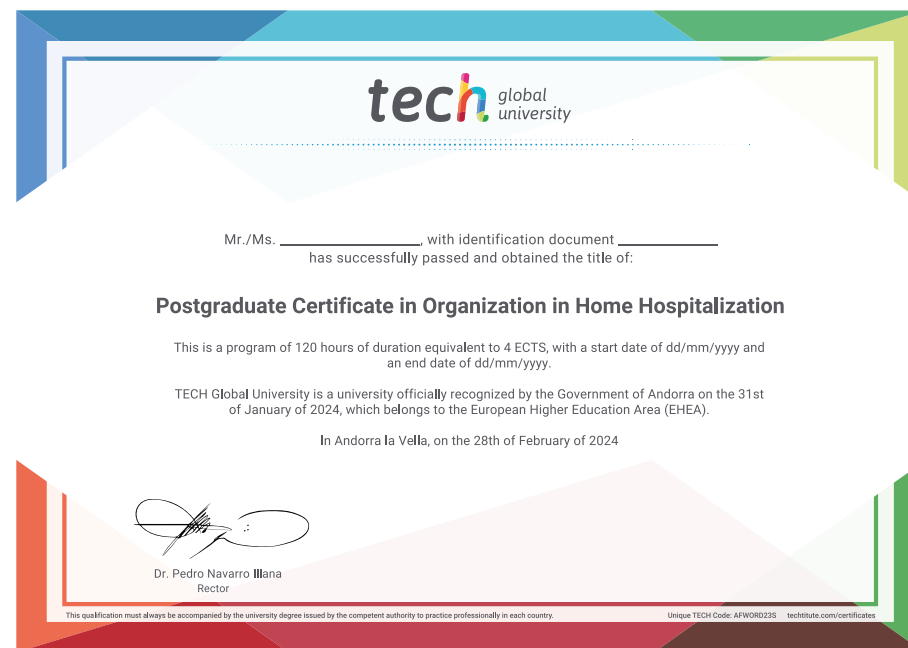 tech global university
Mr./Ms. ____________________, with identification document ______________
has successfully passed and obtained the title of:
Postgraduate Certificate in Organization in Home Hospitalization
This is a program of 120 hours of duration equivalent to 4 ECTS, with a start date of dd/mm/yyyy and
an end date of dd/mm/yyyy.
TECH Global University is a university officially recognized by the Government of Andorra on the 31st
of January of 2024, which belongs to the European Higher Education Area (EHEA).
In Andorra la Vella, on the 28th of February of 2024
Dr. Pedro Navarro Illana
Rector
This qualification must always be accompanied by the university degree issued by the competent authority to practice professionally in each country. Unique TECH Code: AFWORD23S techtitute.com/certificates